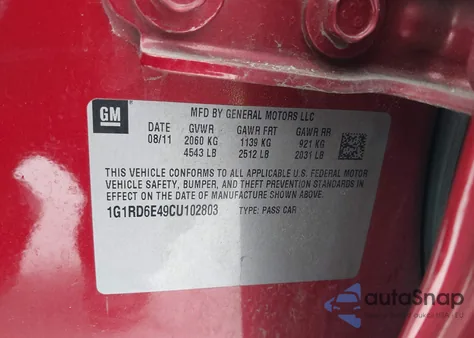 GM
MFD BY GENERAL MOTORS LLC
DATE GVWR GAWR FRT GAWR RR
08/11 2060 KG 1139 KG 921 KG
4543 LB 2512 LB 2031 LB
THIS VEHICLE CONFORMS TO ALL APPLICABLE U.S. FEDERAL MOTOR
VEHICLE SAFETY, BUMPER, AND THEFT PREVENTION STANDARDS
IN EFFECT ON THE DATE OF MANUFACTURE SHOWN ABOVE.
1G1RD6E49CU102803 TYPE: PASS CAR
autoSnap